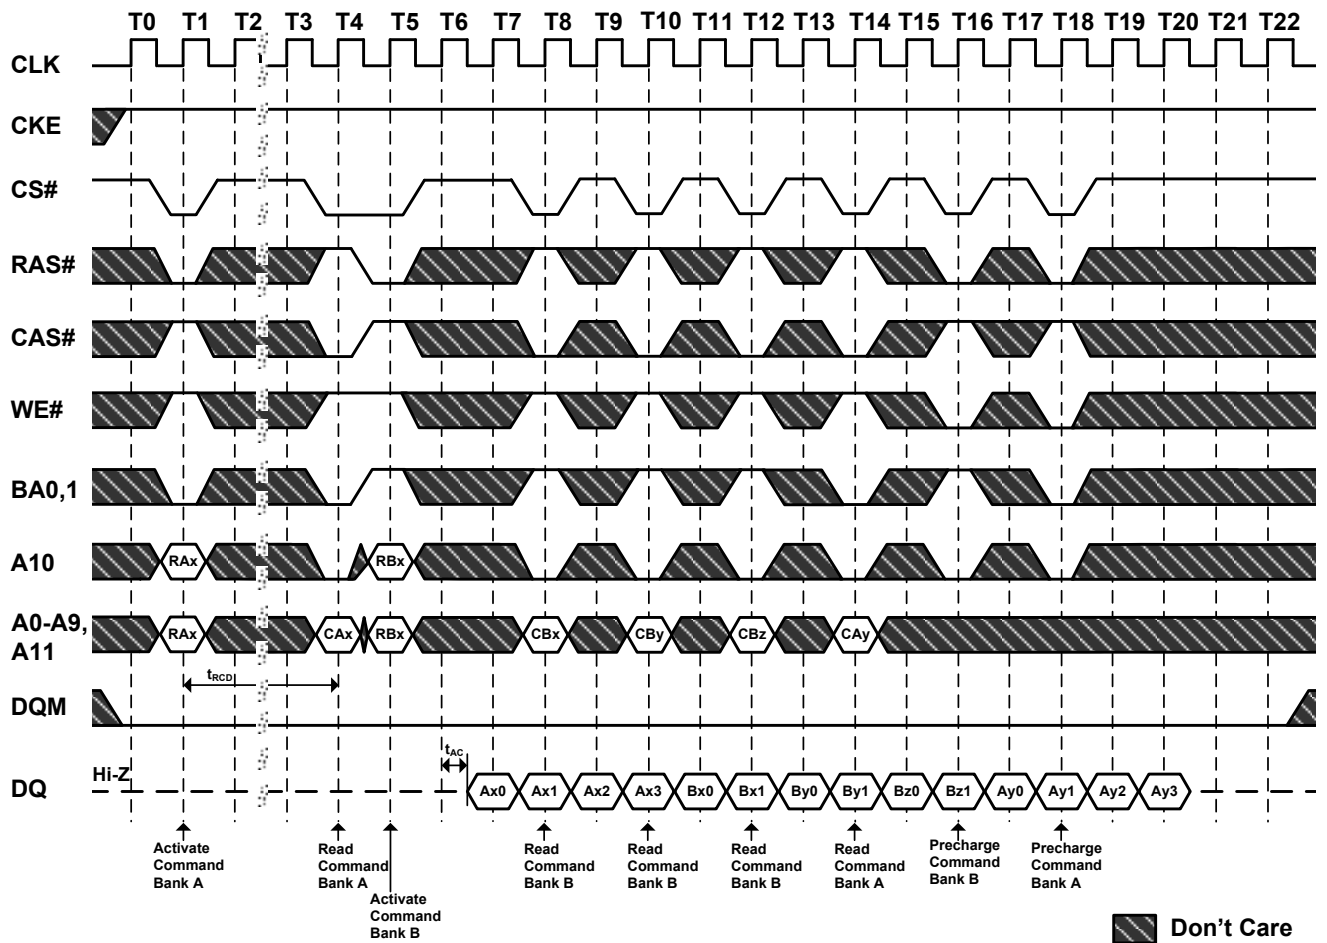 T0 T1 T2 T3 T4 T5 T6 T7 T8 T9 T10 T11 T12 T13 T14 T15 T16 T17 T18 T19 T20 T21 T22
CLK
CKE
CS#
RAS#
CAS#
WE#
BA0,1
A10
RAx RBx
A0-A9,
A11
RAx CAx RBx CBx CBy CBz CAy
tRCD
DQM
tAC
Hi-Z
DQ
Ax0 Ax1 Ax2 Ax3 Bx0 Bx1 By0 By1 Bz0 Bz1 Ay0 Ay1 Ay2 Ay3
Activate
Command
Bank A
Read
Command
Bank A
Activate
Command
Bank B
Read
Command
Bank B
Read
Command
Bank B
Read
Command
Bank B
Read
Command
Bank A
Precharge
Command
Bank B
Precharge
Command
Bank A
Don't Care